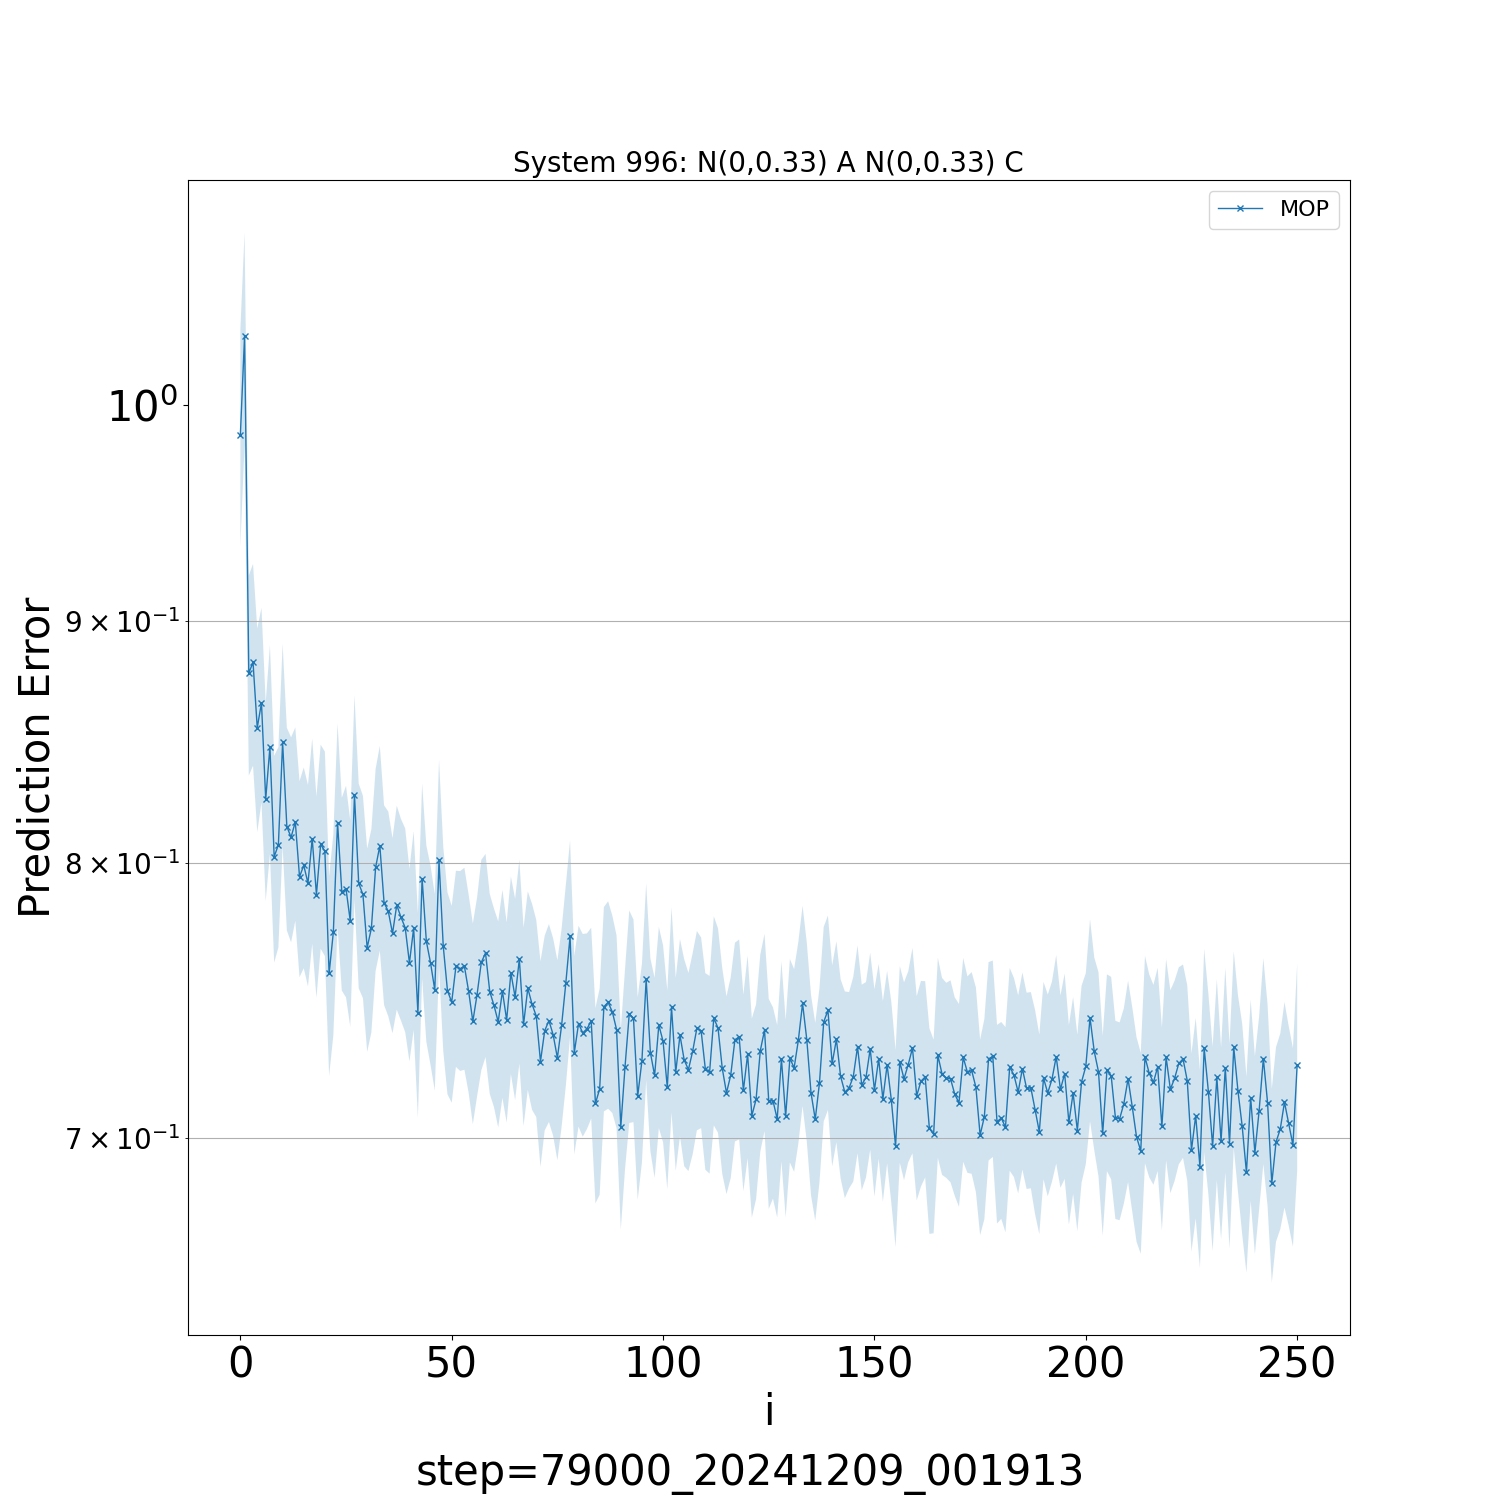 System 996: N(0,0.33) A N(0,0.33) C
MOP
Prediction Error
10⁰
9 × 10⁻¹
8 × 10⁻¹
7 × 10⁻¹
0 50 100 150 200 250
i
step=79000_20241209_001913